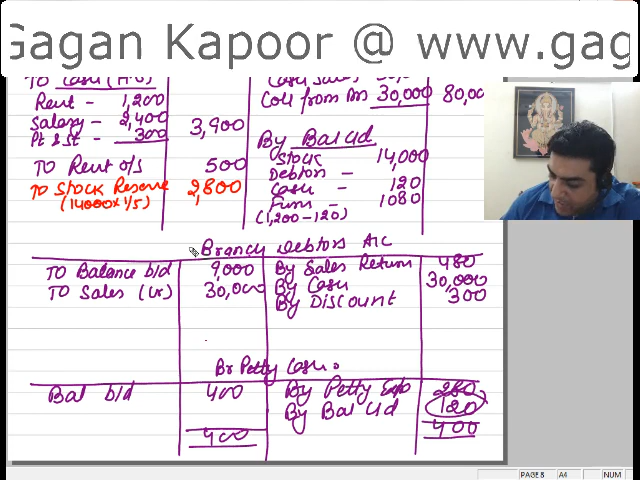 Gagan Kapoor @ www.gag
TO Cash (H.O)
Rent - 1,200
Salary - 2,400
Pt & St - 300 3,900
TO Rent o/s 500
TO Stock Reserve 2,800
(14000 x 1/5)
Cash Sales
Coll from Drs 30,000 80,00
By Bal c/d
Stock 14,000
Debtors -
Cash - 120
Furn - 1080
(1,200 - 120)
Branch Debtors A/c
TO Balance b/d 9,000 By Sales Return 480
TO Sales (Cr) 30,000 By Cash 30,000
By Discount 300
Br Petty Cash.
Bal b/d 400 By Petty Exp 280
By Bal c/d 120
400 400
PAGE 8 A4 NUM